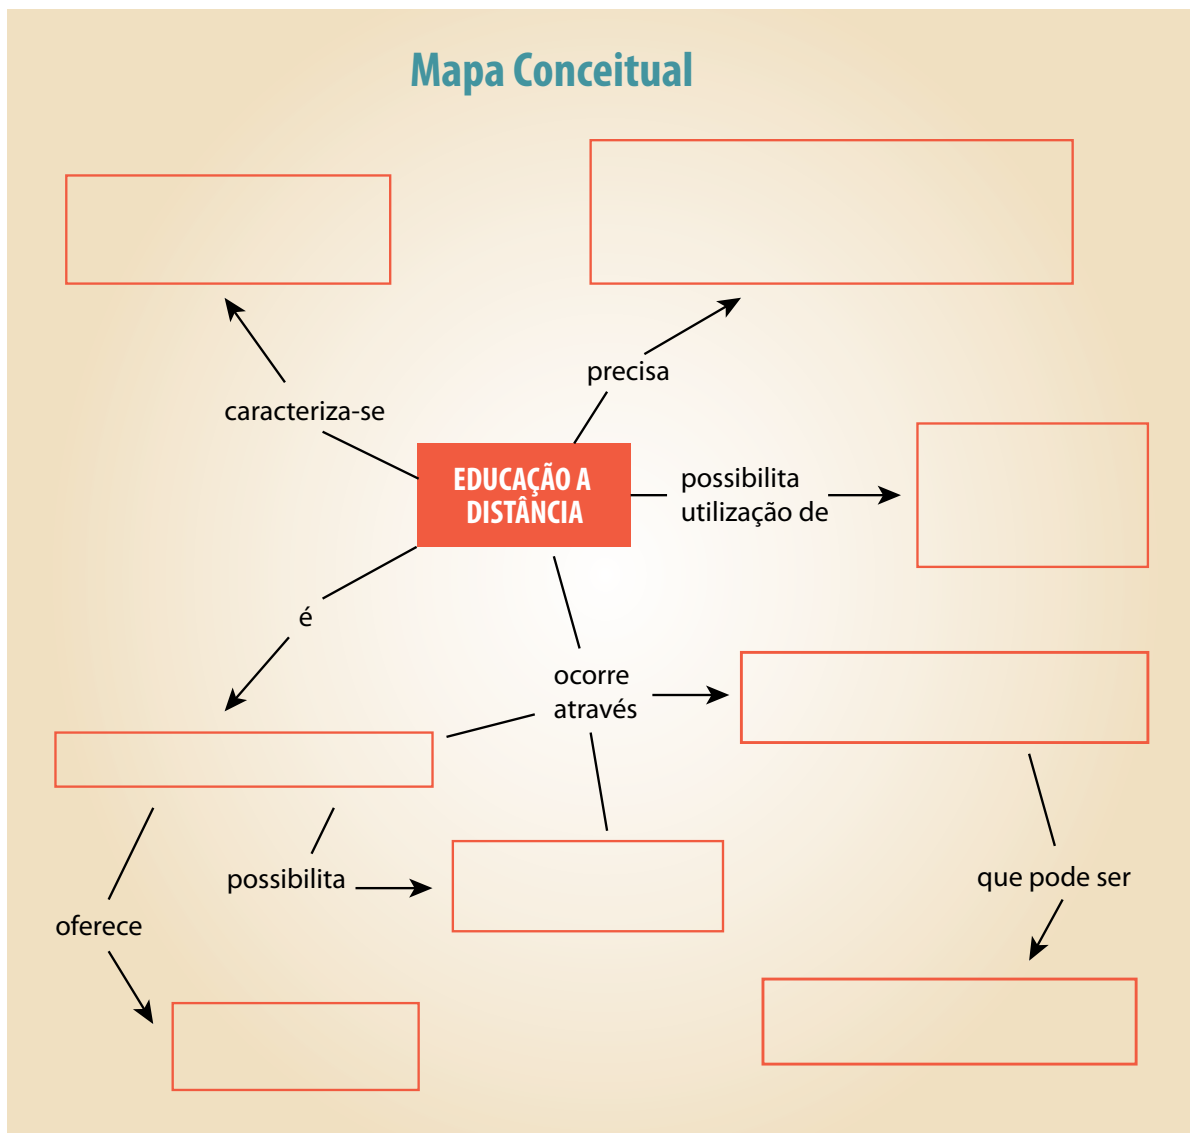 Mapa Conceitual
precisa
caracteriza-se
EDUCAÇÃO A
DISTÂNCIA
possibilita
utilização de
é
ocorre
através
possibilita
que pode ser
oferece